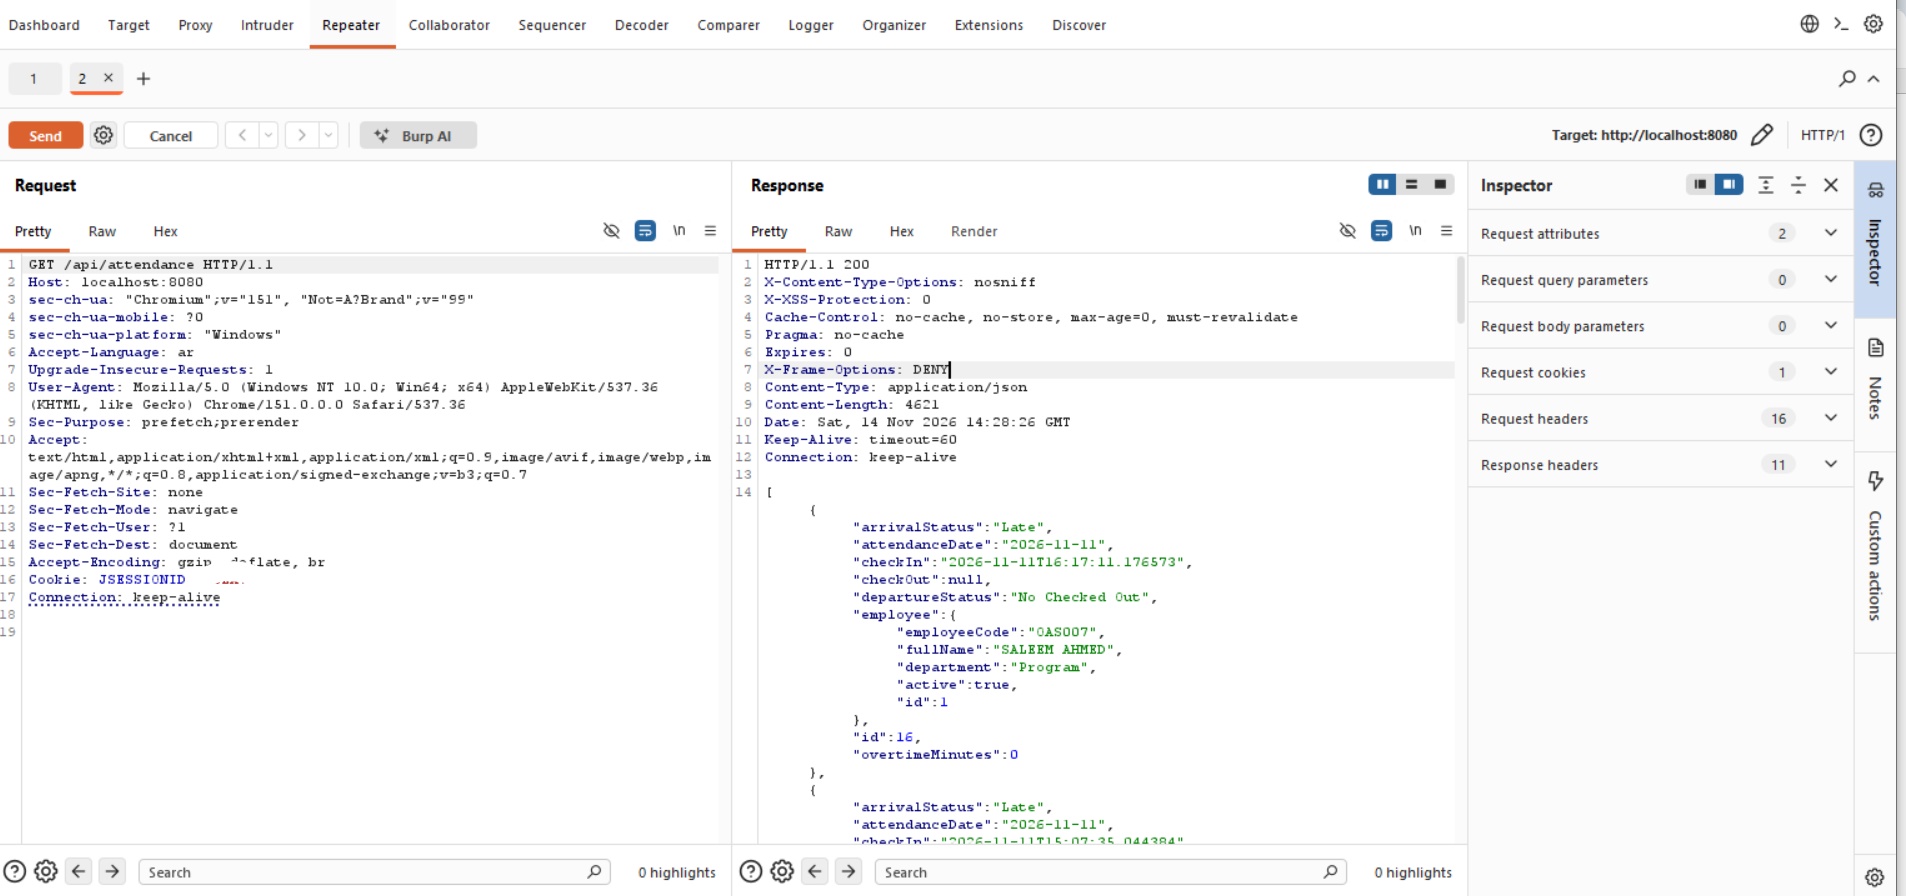 Dashboard Target Proxy Intruder Repeater Collaborator Sequencer Decoder Comparer Logger Organizer Extensions Discover
1 2 × +
Send Cancel Burp AI Target: http://localhost:8080 HTTP/1
Request
Pretty Raw Hex \n
1 GET /api/attendance HTTP/1.1
2 Host: localhost:8080
3 sec-ch-ua: "Chromium";v="151", "Not=A?Brand";v="99"
4 sec-ch-ua-mobile: ?0
5 sec-ch-ua-platform: "Windows"
6 Accept-Language: ar
7 Upgrade-Insecure-Requests: 1
8 User-Agent: Mozilla/5.0 (Windows NT 10.0; Win64; x64) AppleWebKit/537.36
(KHTML, like Gecko) Chrome/151.0.0.0 Safari/537.36
9 Sec-Purpose: prefetch;prerender
10 Accept:
text/html,application/xhtml+xml,application/xml;q=0.9,image/avif,image/webp,im
age/apng,*/*;q=0.8,application/signed-exchange;v=b3;q=0.7
11 Sec-Fetch-Site: none
12 Sec-Fetch-Mode: navigate
13 Sec-Fetch-User: ?1
14 Sec-Fetch-Dest: document
15 Accept-Encoding: gzip flate, br
16 Cookie: JSESSIONID
17 Connection: keep-alive
18
19
Search 0 highlights
Response
Pretty Raw Hex Render \n
1 HTTP/1.1 200
2 X-Content-Type-Options: nosniff
3 X-XSS-Protection: 0
4 Cache-Control: no-cache, no-store, max-age=0, must-revalidate
5 Pragma: no-cache
6 Expires: 0
7 X-Frame-Options: DENY
8 Content-Type: application/json
9 Content-Length: 4621
10 Date: Sat, 14 Nov 2026 14:28:26 GMT
11 Keep-Alive: timeout=60
12 Connection: keep-alive
13
14 [
{
"arrivalStatus":"Late",
"attendanceDate":"2026-11-11",
"checkIn":"2026-11-11T16:17:11.176573",
"checkOut":null,
"departureStatus":"No Checked Out",
"employee":{
"employeeCode":"OAS007",
"fullName":"SALEEM AHMED",
"department":"Program",
"active":true,
"id":1
},
"id":16,
"overtimeMinutes":0
},
{
"arrivalStatus":"Late",
"attendanceDate":"2026-11-11",
"checkIn":"2026-11-11T15:07:35.044384"
Search 0 highlights
Inspector
Request attributes 2
Request query parameters 0
Request body parameters 0
Request cookies 1
Request headers 16
Response headers 11
Inspector
Notes
Custom actions